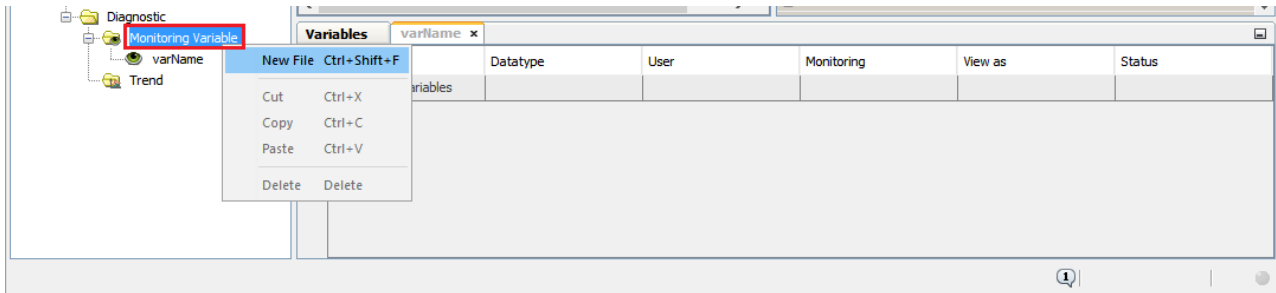 Diagnostic
Monitoring Variable
varName
Trend
Variables varName ×
Datatype User Monitoring View as Status
ariables
New File Ctrl+Shift+F
Cut Ctrl+X
Copy Ctrl+C
Paste Ctrl+V
Delete Delete
1